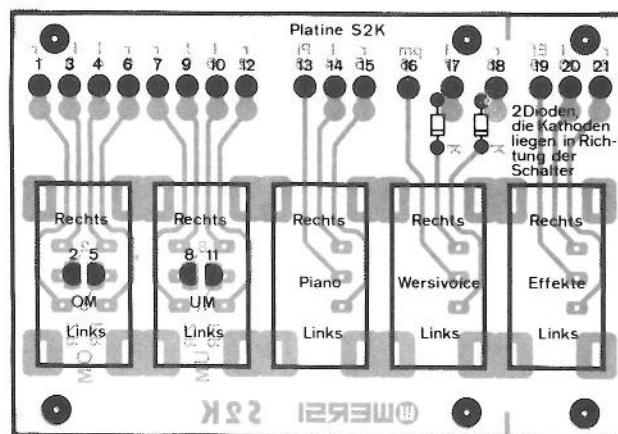 Platine S2K
1 3 4 6 7 9 10 12 13 14 15 16 17 18 19 20 21
2Dioden,
die Kathoden
liegen in Rich-
tung der
Schalter
Rechts Rechts Rechts Rechts Rechts
2 5 8 11
OM UM Piano Wersivoice Effekte
Links Links Links Links Links
WERSI S2K